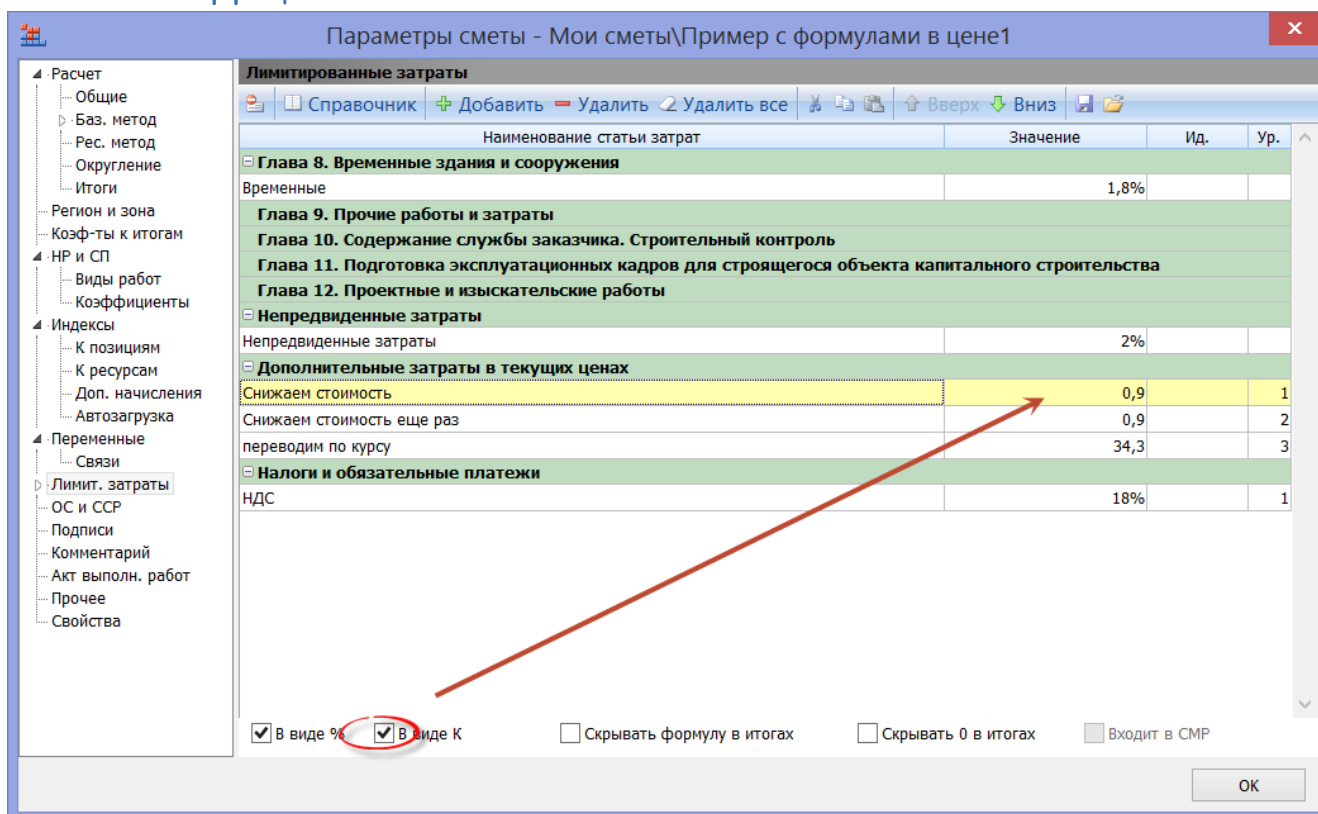 Параметры сметы - Мои сметы\Пример с формулами в цене1
Расчет
Общие
Баз. метод
Рес. метод
Округление
Итоги
Регион и зона
Коэф-ты к итогам
НР и СП
Виды работ
Коэффициенты
Индексы
К позициям
К ресурсам
Доп. начисления
Автозагрузка
Переменные
Связи
Лимит. затраты
ОС и ССР
Подписи
Комментарий
Акт выполн. работ
Прочее
Свойства
Лимитированные затраты
Справочник Добавить Удалить Удалить все Вверх Вниз
Наименование статьи затрат Значение Ид. Ур.
Глава 8. Временные здания и сооружения
Временные 1,8%
Глава 9. Прочие работы и затраты
Глава 10. Содержание службы заказчика. Строительный контроль
Глава 11. Подготовка эксплуатационных кадров для строящегося объекта капитального строительства
Глава 12. Проектные и изыскательские работы
Непредвиденные затраты
Непредвиденные затраты 2%
Дополнительные затраты в текущих ценах
Снижаем стоимость 0,9 1
Снижаем стоимость еще раз 0,9 2
переводим по курсу 34,3 3
Налоги и обязательные платежи
НДС 18% 1
В виде % В виде К Скрывать формулу в итогах Скрывать 0 в итогах Входит в СМР
ОК